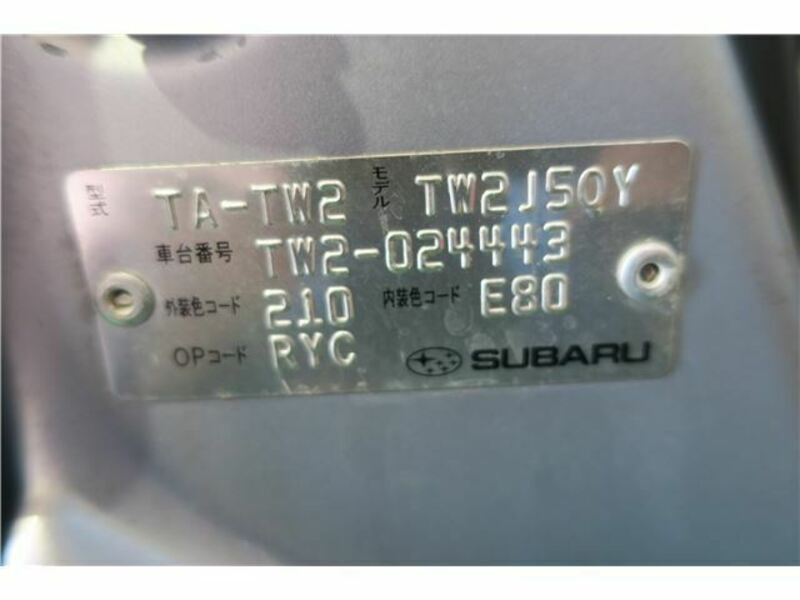 型式 TA-TW2 モデル TW2J50Y
車台番号 TW2-024443
外装色コード 210 内装色コード E80
OPコード RYC SUBARU